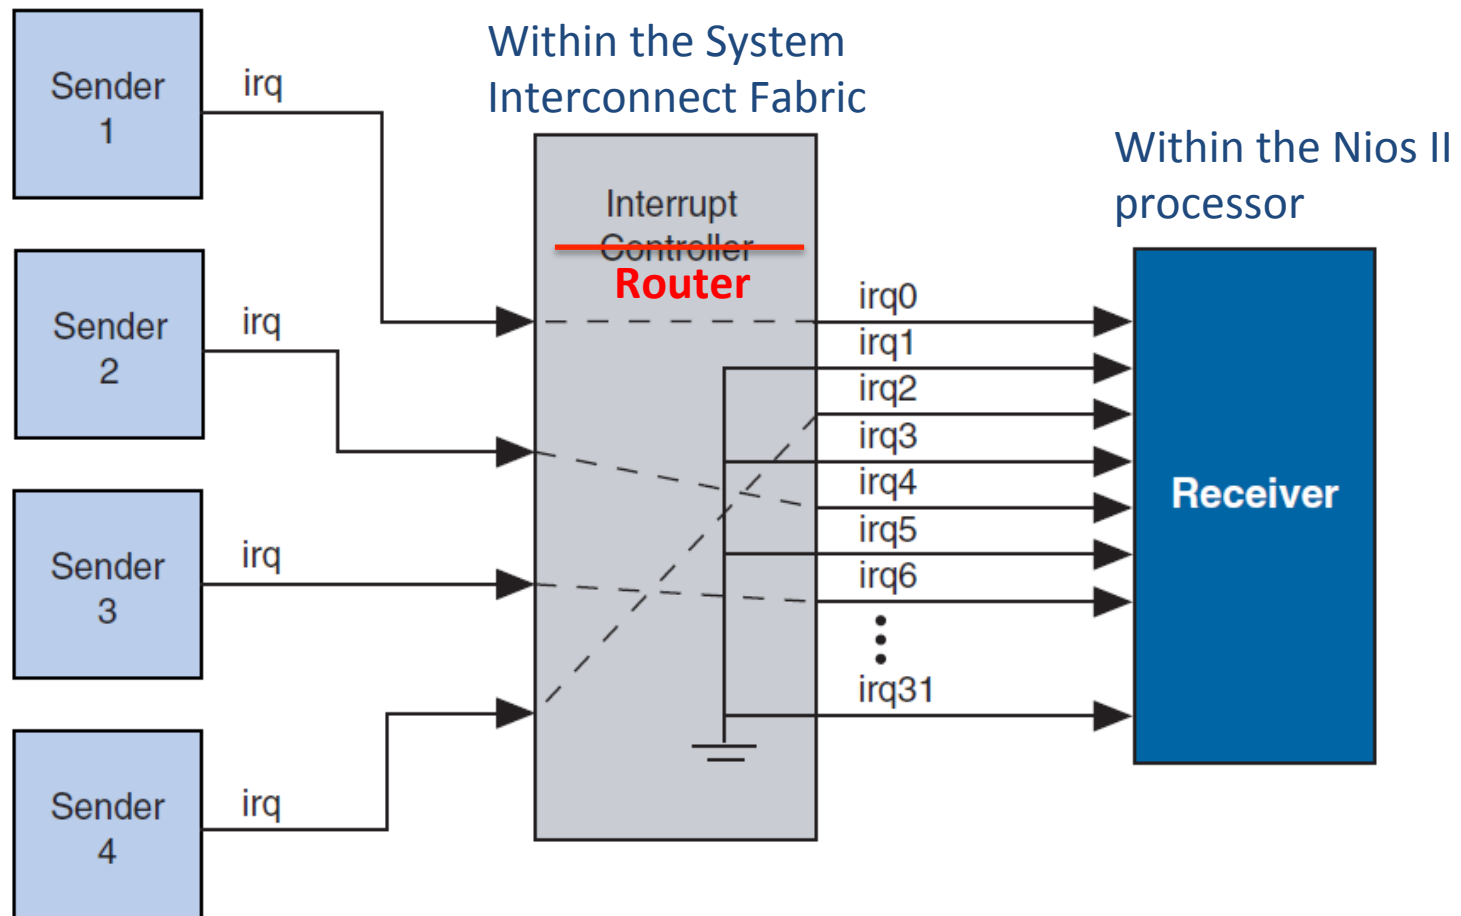 Within the System
Interconnect Fabric
Within the Nios II
processor
Sender
1
irq
Sender
2
irq
Sender
3
irq
Sender
4
irq
Interrupt
Controller
Router
irq0
irq1
irq2
irq3
irq4
irq5
irq6
irq31
Receiver